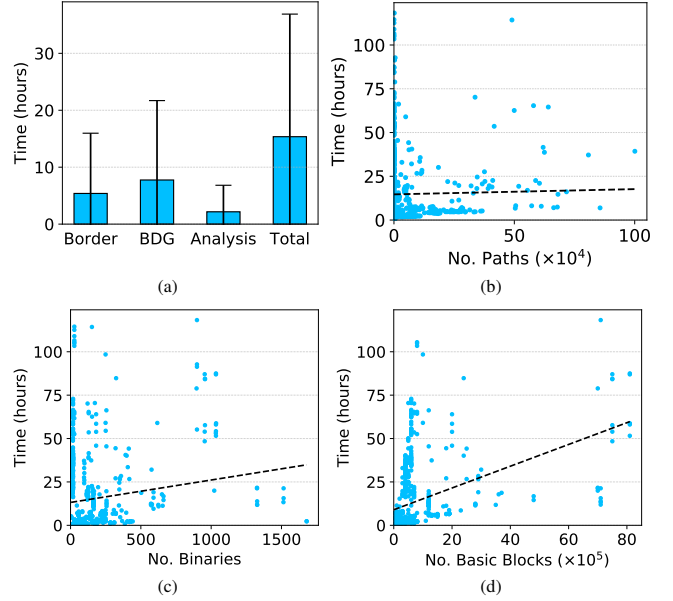 30
20
10
0
Time (hours)
Border
BDG
Analysis
Total
(a)
100
75
50
25
0
Time (hours)
0
50
100
No. Paths (×10⁴)
(b)
100
75
50
25
0
Time (hours)
0
500
1000
1500
No. Binaries
(c)
100
75
50
25
0
Time (hours)
0
20
40
60
80
No. Basic Blocks (×10⁵)
(d)